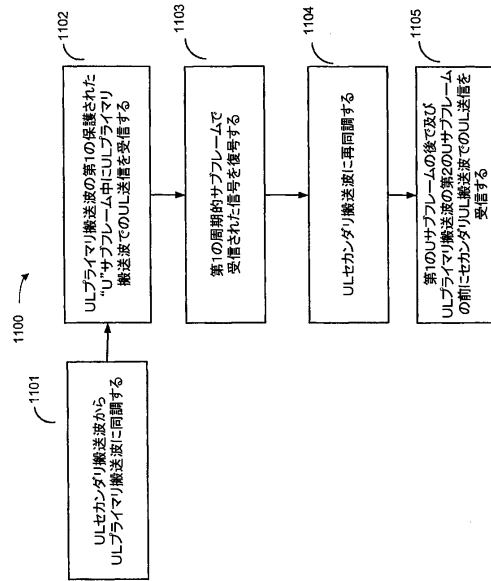 1100
1101
ULセカンダリ搬送波から
ULプライマリ搬送波に同調する
1102
ULプライマリ搬送波の第1の保護された
“U”サブフレーム中にULプライマリ
搬送波でのUL送信を受信する
1103
第1の周期的サブフレームで
受信された信号を復号する
1104
ULセカンダリ搬送波に再同調する
1105
第1のUサブフレームの後で及び
ULプライマリ搬送波の第2のUサブフレーム
の前にセカンダリUL搬送波でのUL送信を
受信する